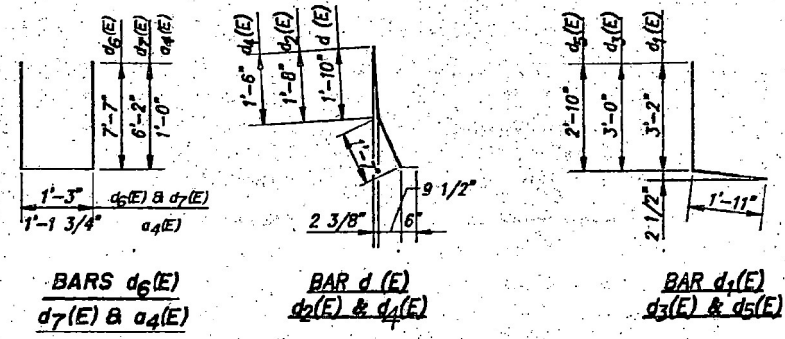 d6(E) d7(E) a4(E)
7'-7" 6'-2" 1'-0"
1'-3" d6(E) & d7(E)
1'-1 3/4" a4(E)
BARS d6(E)
d7(E) & a4(E)
d4(E) d2(E) d (E)
1'-6" 1'-8" 1'-10"
9 1/2"
2 3/8" 6"
BAR d (E)
d2(E) & d4(E)
d5(E) d3(E) d1(E)
2'-10" 3'-0" 3'-2"
2 1/2" 1'-11"
BAR d1(E)
d3(E) & d5(E)